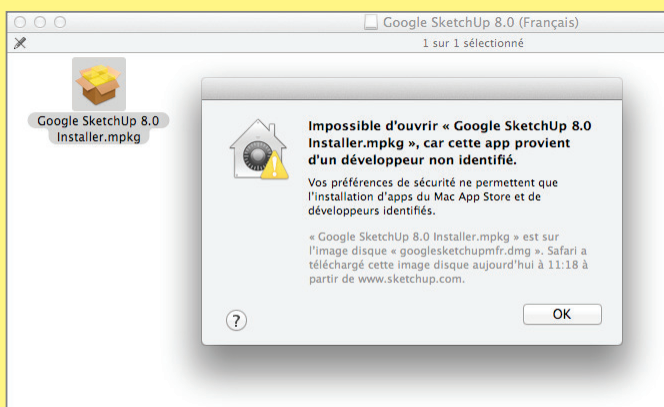 Google SketchUp 8.0 (Français)
1 sur 1 sélectionné
Google SketchUp 8.0
Installer.mpkg
Impossible d'ouvrir « Google SketchUp 8.0
Installer.mpkg », car cette app provient
d'un développeur non identifié.
Vos préférences de sécurité ne permettent que
l'installation d'apps du Mac App Store et de
développeurs identifiés.
« Google SketchUp 8.0 Installer.mpkg » est sur
l'image disque « googlesketchupmfr.dmg ». Safari a
téléchargé cette image disque aujourd'hui à 11:18 à
partir de www.sketchup.com.
?
OK